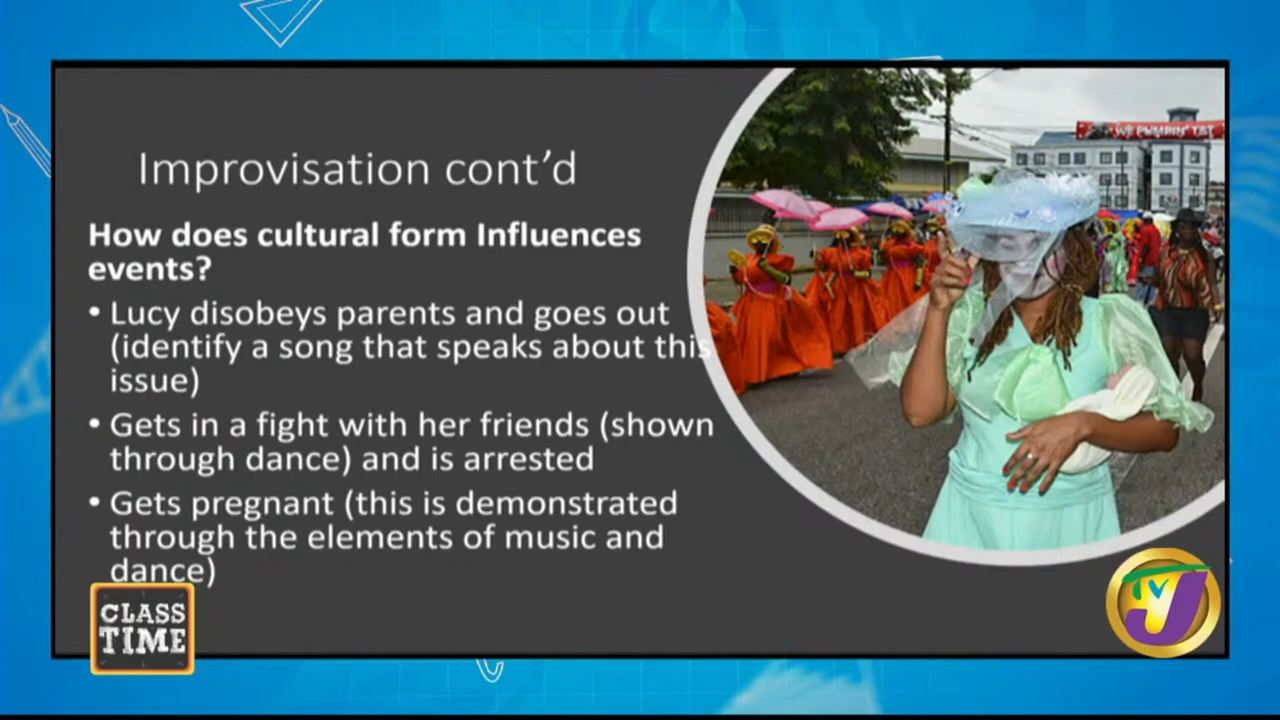 Improvisation cont’d
How does cultural form Influences
events?
• Lucy disobeys parents and goes out
(identify a song that speaks about this
issue)
• Gets in a fight with her friends (shown
through dance) and is arrested
• Gets pregnant (this is demonstrated
through the elements of music and
dance)
WE PUMPIN' T&T
CLASS
TIME
TVJ